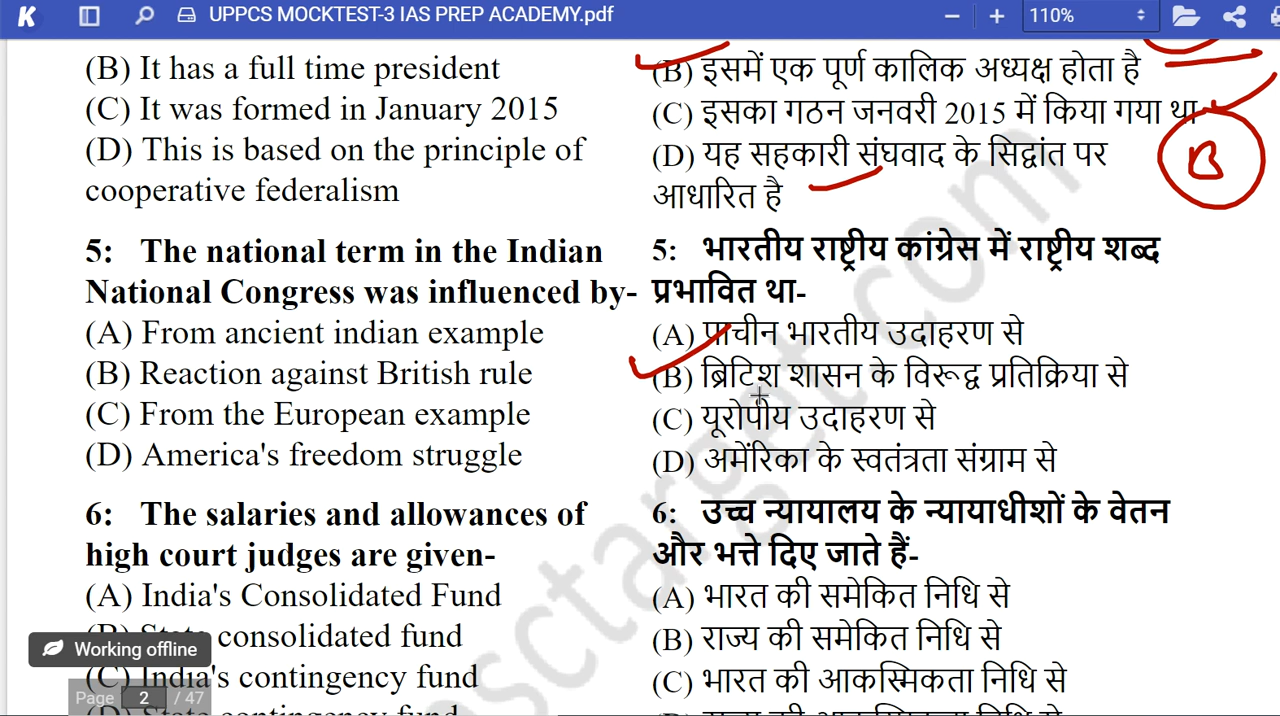 UPPCS MOCKTEST-3 IAS PREP ACADEMY.pdf
110%
(B) It has a full time president
(C) It was formed in January 2015
(D) This is based on the principle of
cooperative federalism
(B) इसमें एक पूर्ण कालिक अध्यक्ष होता है
(C) इसका गठन जनवरी 2015 में किया गया था
(D) यह सहकारी संघवाद के सिद्वांत पर
आधारित है
B
5: The national term in the Indian
National Congress was influenced by-
(A) From ancient indian example
(B) Reaction against British rule
(C) From the European example
(D) America's freedom struggle
5: भारतीय राष्ट्रीय कांग्रेस में राष्ट्रीय शब्द
प्रभावित था-
(A) प्राचीन भारतीय उदाहरण से
(B) ब्रिटिश शासन के विरूद्व प्रतिक्रिया से
(C) यूरोपीय उदाहरण से
(D) अमेंरिका के स्वतंत्रता संग्राम से
6: The salaries and allowances of
high court judges are given-
(A) India's Consolidated Fund
(B) State consolidated fund
(C) India's contingency fund
(D) State contingency fund
6: उच्च न्यायालय के न्यायाधीशों के वेतन
और भत्ते दिए जाते हैं-
(A) भारत की समेकित निधि से
(B) राज्य की समेकित निधि से
(C) भारत की आकस्मिकता निधि से
Working offline
Page 2 / 47